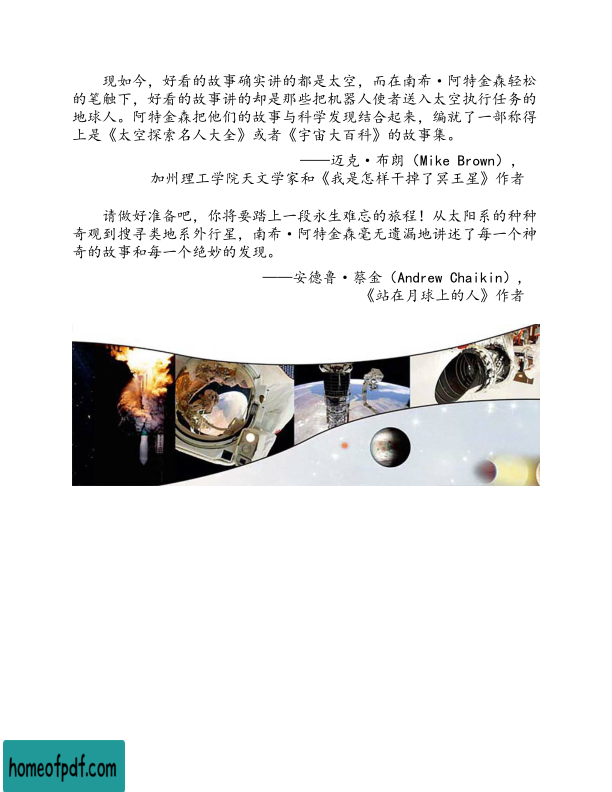 现如今，好看的故事确实讲的都是太空，而在南希·阿特金森轻松
的笔触下，好看的故事讲的却是那些把机器人使者送入太空执行任务的
地球人。阿特金森把他们的故事与科学发现结合起来，编就了一部称得
上是《太空探索名人大全》或者《宇宙大百科》的故事集。
——迈克·布朗（Mike Brown），
加州理工学院天文学家和《我是怎样干掉了冥王星》作者
请做好准备吧，你将要踏上一段永生难忘的旅程！从太阳系的种种
奇观到搜寻类地系外行星，南希·阿特金森毫无遗漏地讲述了每一个神
奇的故事和每一个绝妙的发现。
——安德鲁·蔡金（Andrew Chaikin），
《站在月球上的人》作者
homeofpdf.com